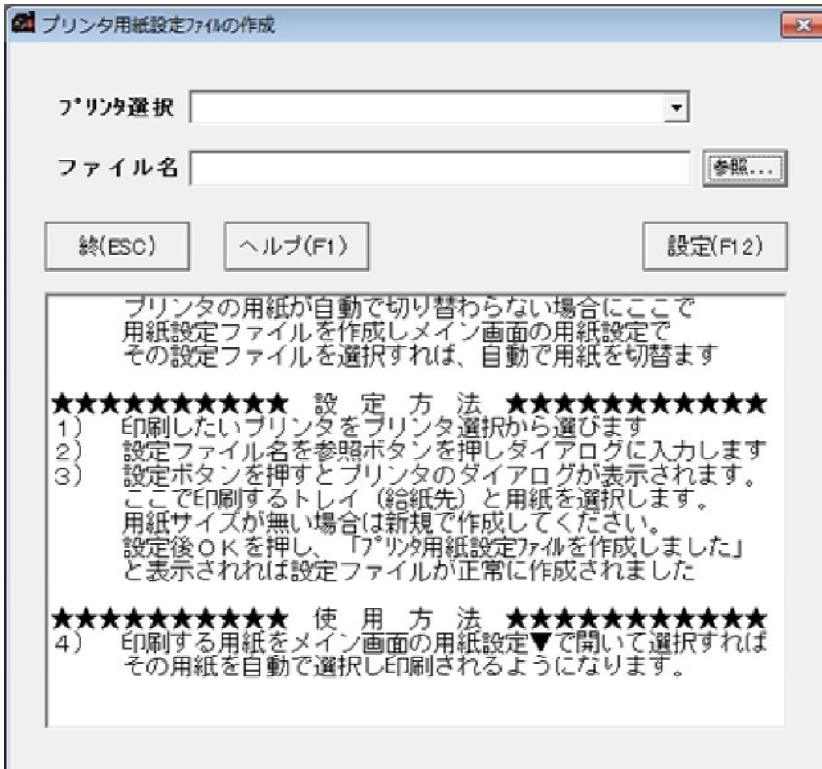 プリンタ用紙設定ﾌｧｲﾙの作成
ﾌﾟﾘﾝﾀ選択
ファイル名
参照...
終(ESC)
ヘルプ(F1)
設定(F12)
プリンタの用紙が自動で切り替わらない場合にここで
用紙設定ファイルを作成しメイン画面の用紙設定で
その設定ファイルを選択すれば、自動で用紙を切替ます
★★★★★★★★★★ 設 定 方 法 ★★★★★★★★★★★
1) 印刷したいプリンタをプリンタ選択から選びます
2) 設定ファイル名を参照ボタンを押しダイアログに入力します
3) 設定ボタンを押すとプリンタのダイアログが表示されます。
ここで印刷するトレイ（給紙先）と用紙を選択します。
用紙サイズが無い場合は新規で作成してください。
設定後ＯＫを押し、「ﾌﾟﾘﾝﾀ用紙設定ﾌｧｲﾙを作成しました」
と表示されれば設定ファイルが正常に作成されました
★★★★★★★★★★ 使 用 方 法 ★★★★★★★★★★★
4) 印刷する用紙をメイン画面の用紙設定▼で開いて選択すれば
その用紙を自動で選択し印刷されるようになります。